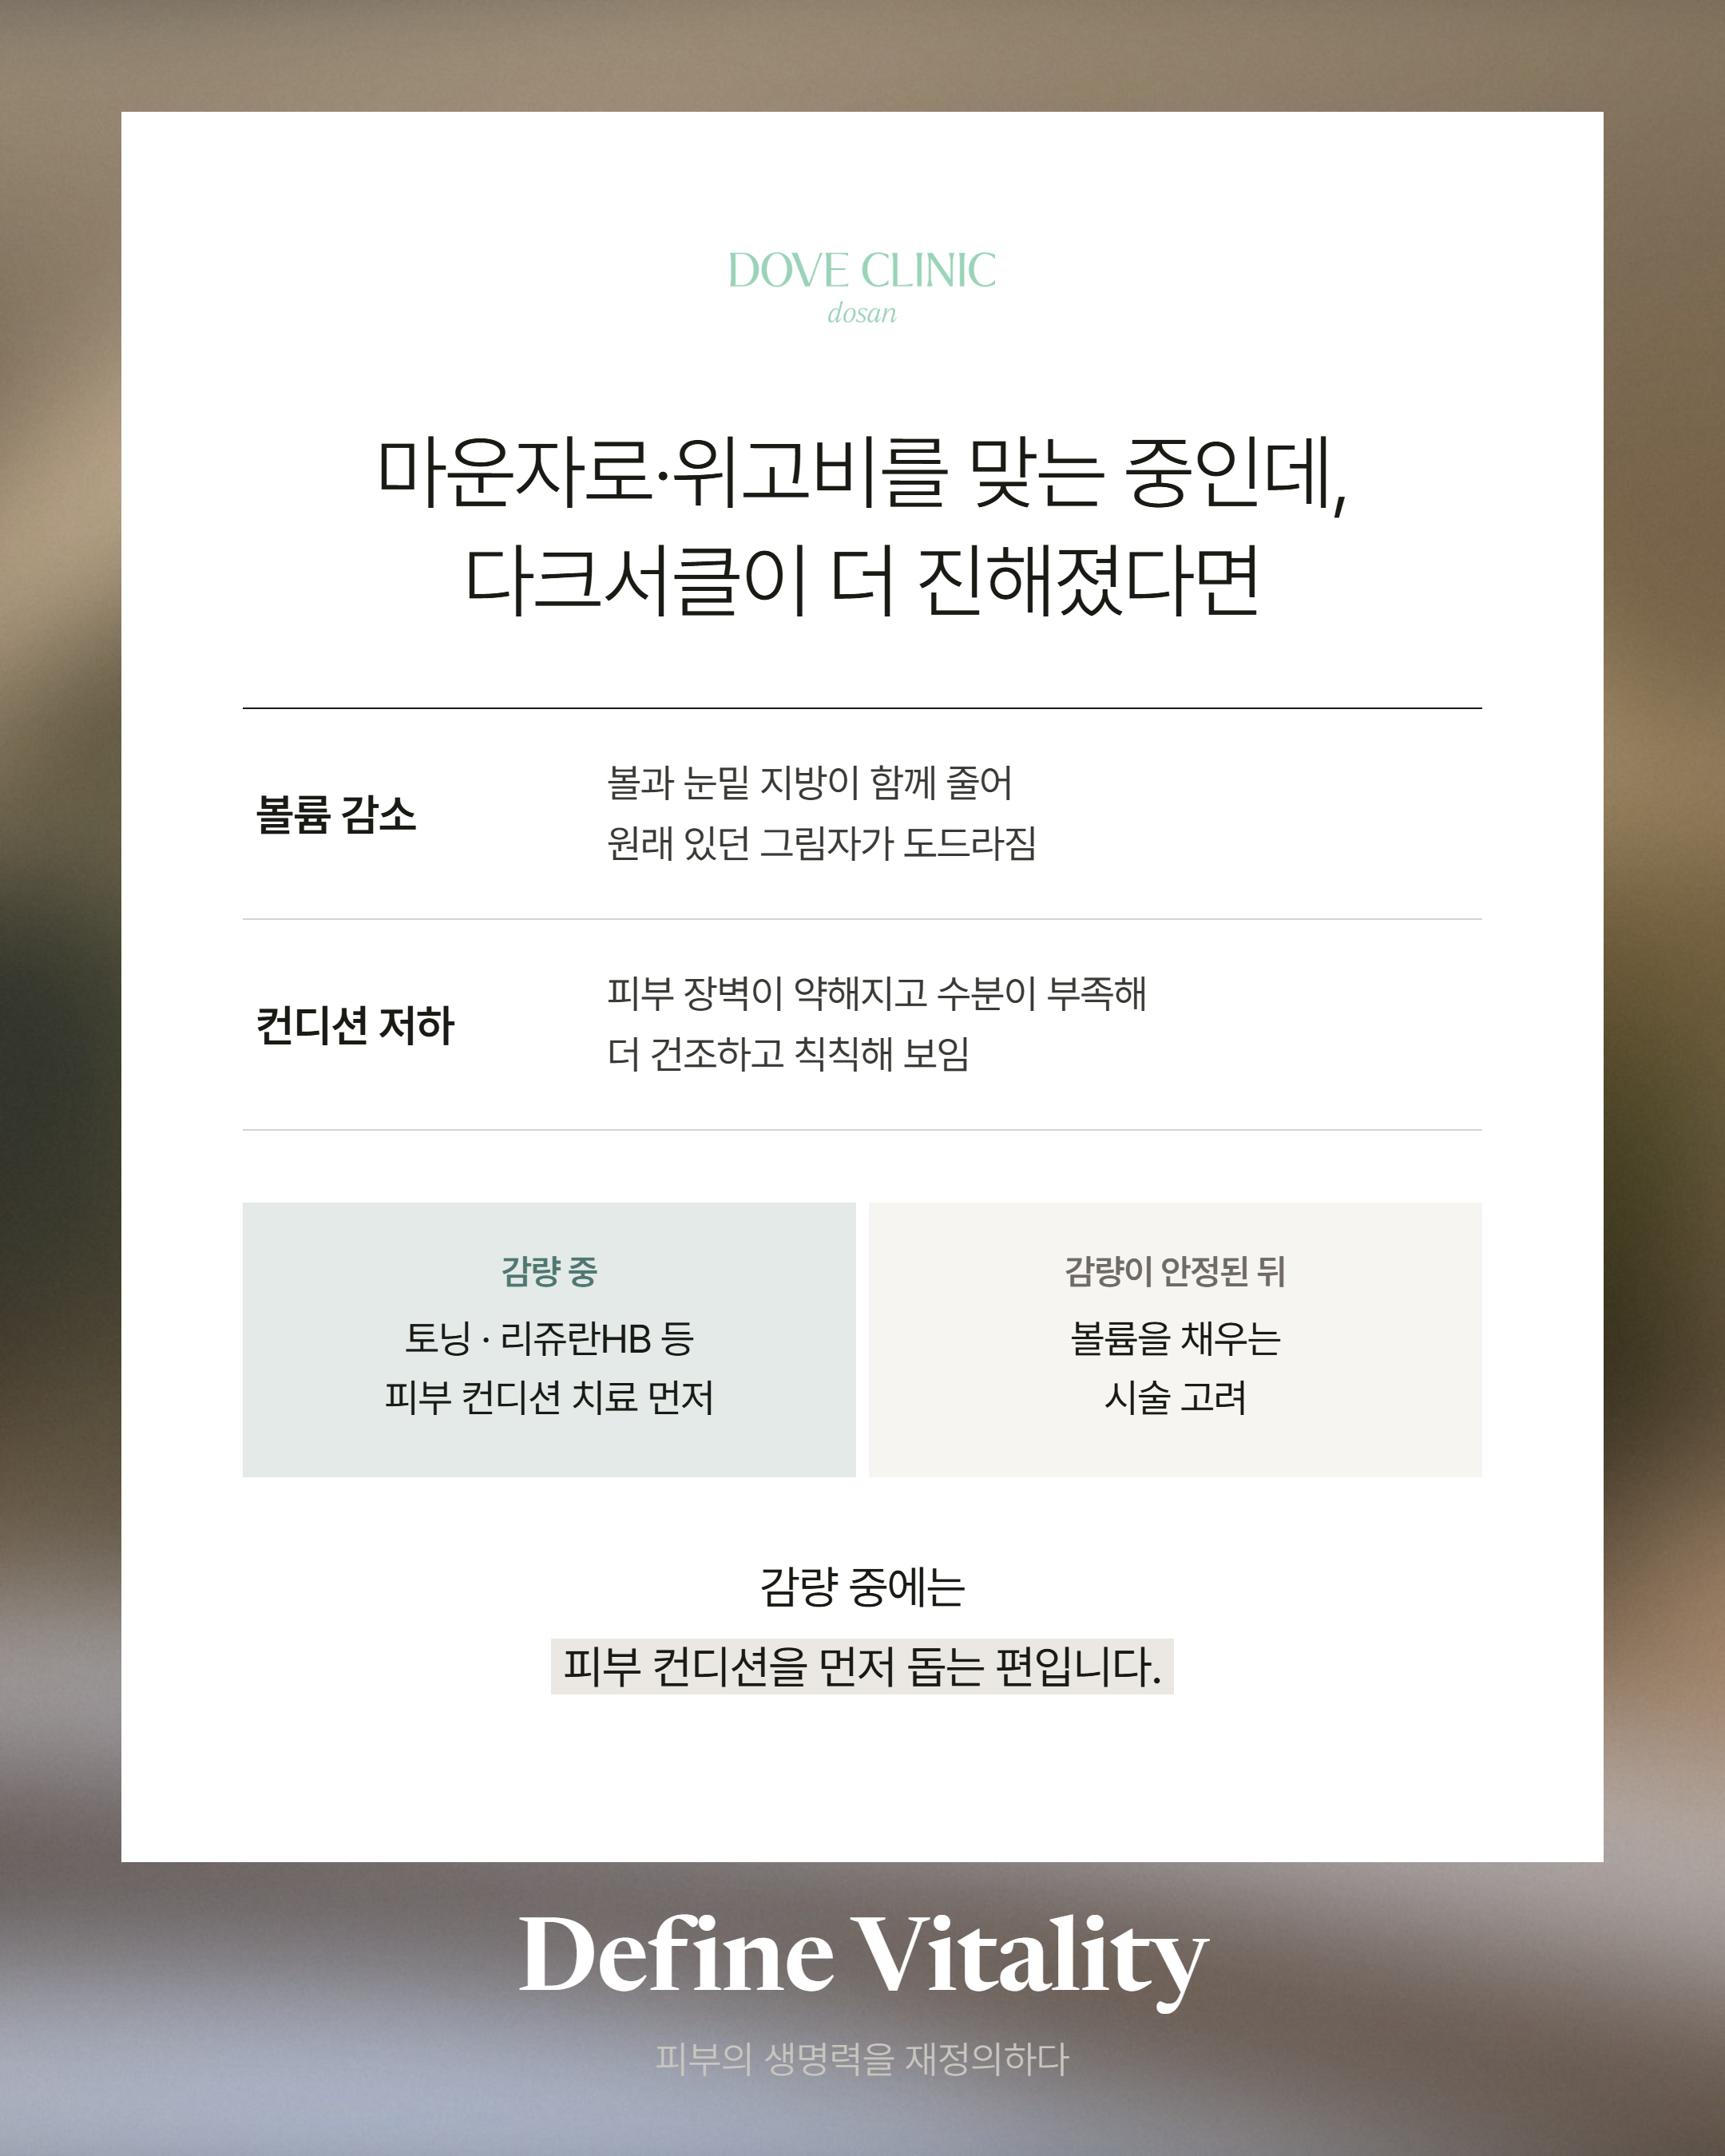 DOVE CLINIC
dosan
마운자로·위고비를 맞는 중인데,
다크서클이 더 진해졌다면
볼륨 감소
볼과 눈밑 지방이 함께 줄어
원래 있던 그림자가 도드라짐
컨디션 저하
피부 장벽이 약해지고 수분이 부족해
더 건조하고 칙칙해 보임
감량 중
토닝 · 리쥬란HB 등
피부 컨디션 치료 먼저
감량이 안정된 뒤
볼륨을 채우는
시술 고려
감량 중에는
피부 컨디션을 먼저 돕는 편입니다.
Define Vitality
피부의 생명력을 재정의하다